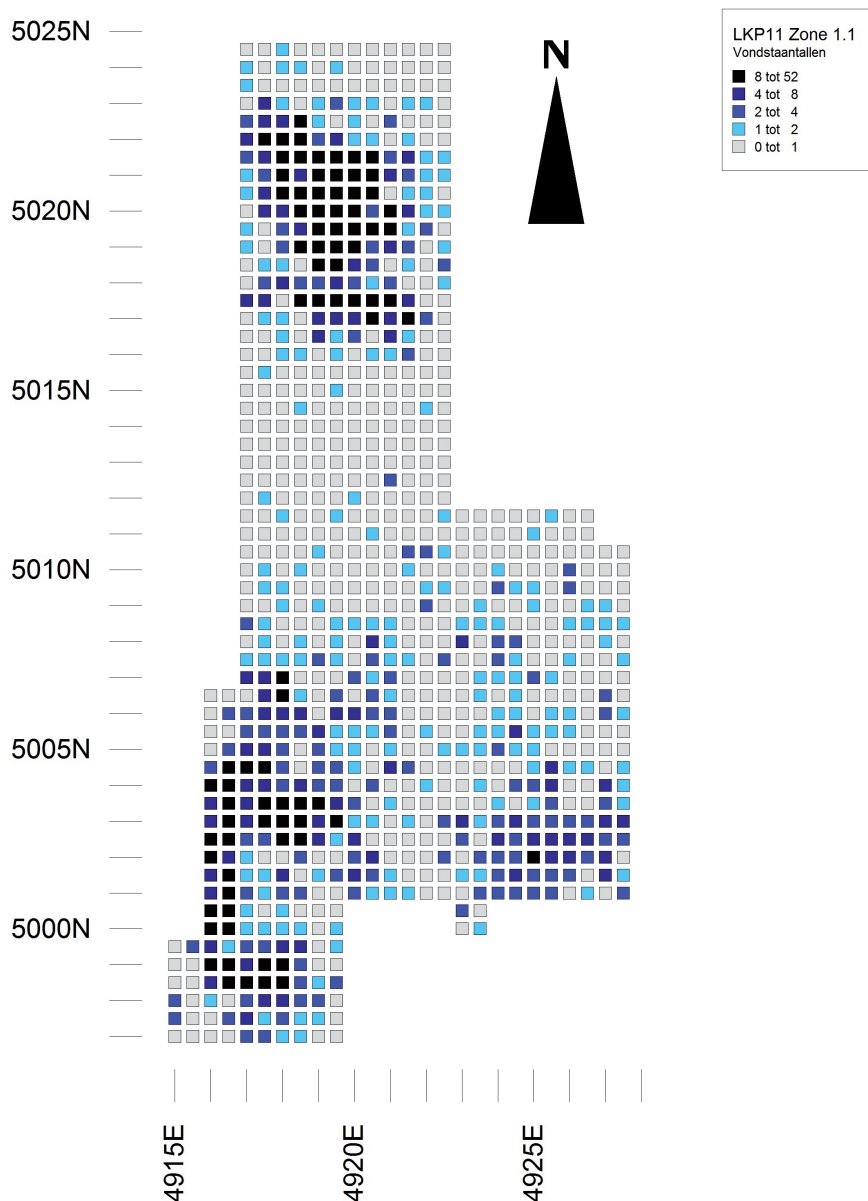 5025N
LKP11 Zone 1.1
Vondstaantallen
N
8 tot 52
4 tot 8
2 tot 4
1 tot 2
0 tot 1
5020N
5015N
5010N
5005N
5000N
4915E
4920E
4925E